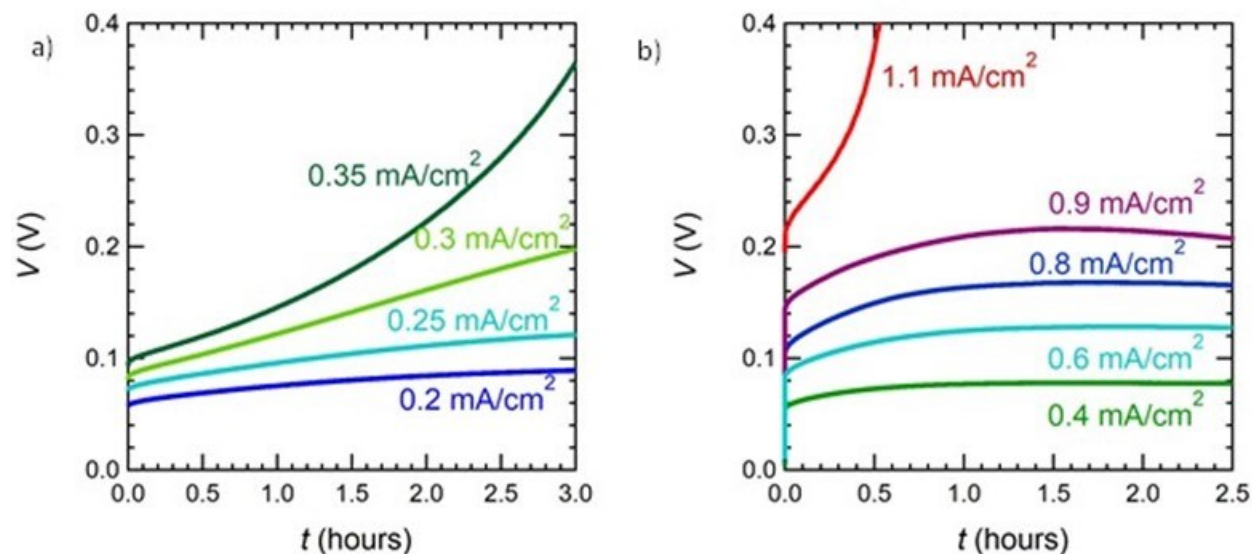 a)
0.4
0.3
0.2
0.1
0.0
V (V)
0.35 mA/cm²
0.3 mA/cm²
0.25 mA/cm²
0.2 mA/cm²
0.0 0.5 1.0 1.5 2.0 2.5 3.0
t (hours)
b)
0.4
0.3
0.2
0.1
0.0
V (V)
1.1 mA/cm²
0.9 mA/cm²
0.8 mA/cm²
0.6 mA/cm²
0.4 mA/cm²
0.0 0.5 1.0 1.5 2.0 2.5
t (hours)